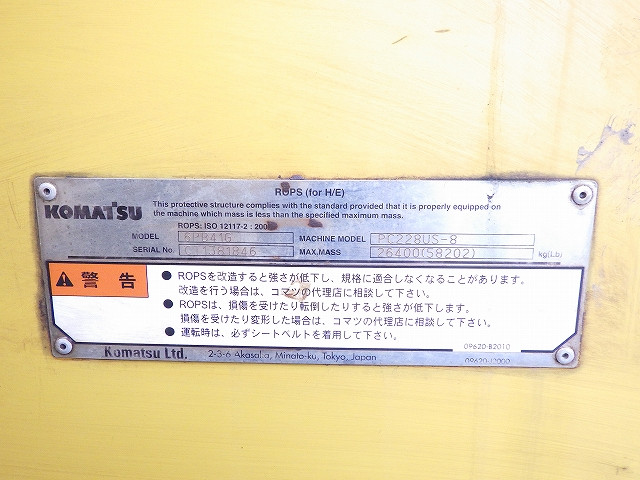 ROPS (for H/E)
KOMATSU
This protective structure complies with the standard provided that it is properly equipped on
the machine which mass is less than the specified maximum mass.
ROPS: ISO 12117-2 : 2008
MODEL MACHINE MODEL PC228US-8
SERIAL No. MAX,MASS 26400(58202) kg(Lb)
警告
● ROPSを改造すると強さが低下し、規格に適合しなくなることがあります。
改造を行う場合は、コマツの代理店に相談して下さい。
● ROPSは、損傷を受けたり転倒したりすると強さが低下します。
損傷を受けたり変形した場合は、コマツの代理店に相談して下さい。
● 運転時は、必ずシートベルトを着用して下さい。
09620-B2010
Komatsu Ltd. 2-3-6 Akasaka, Minato-ku, Tokyo, Japan